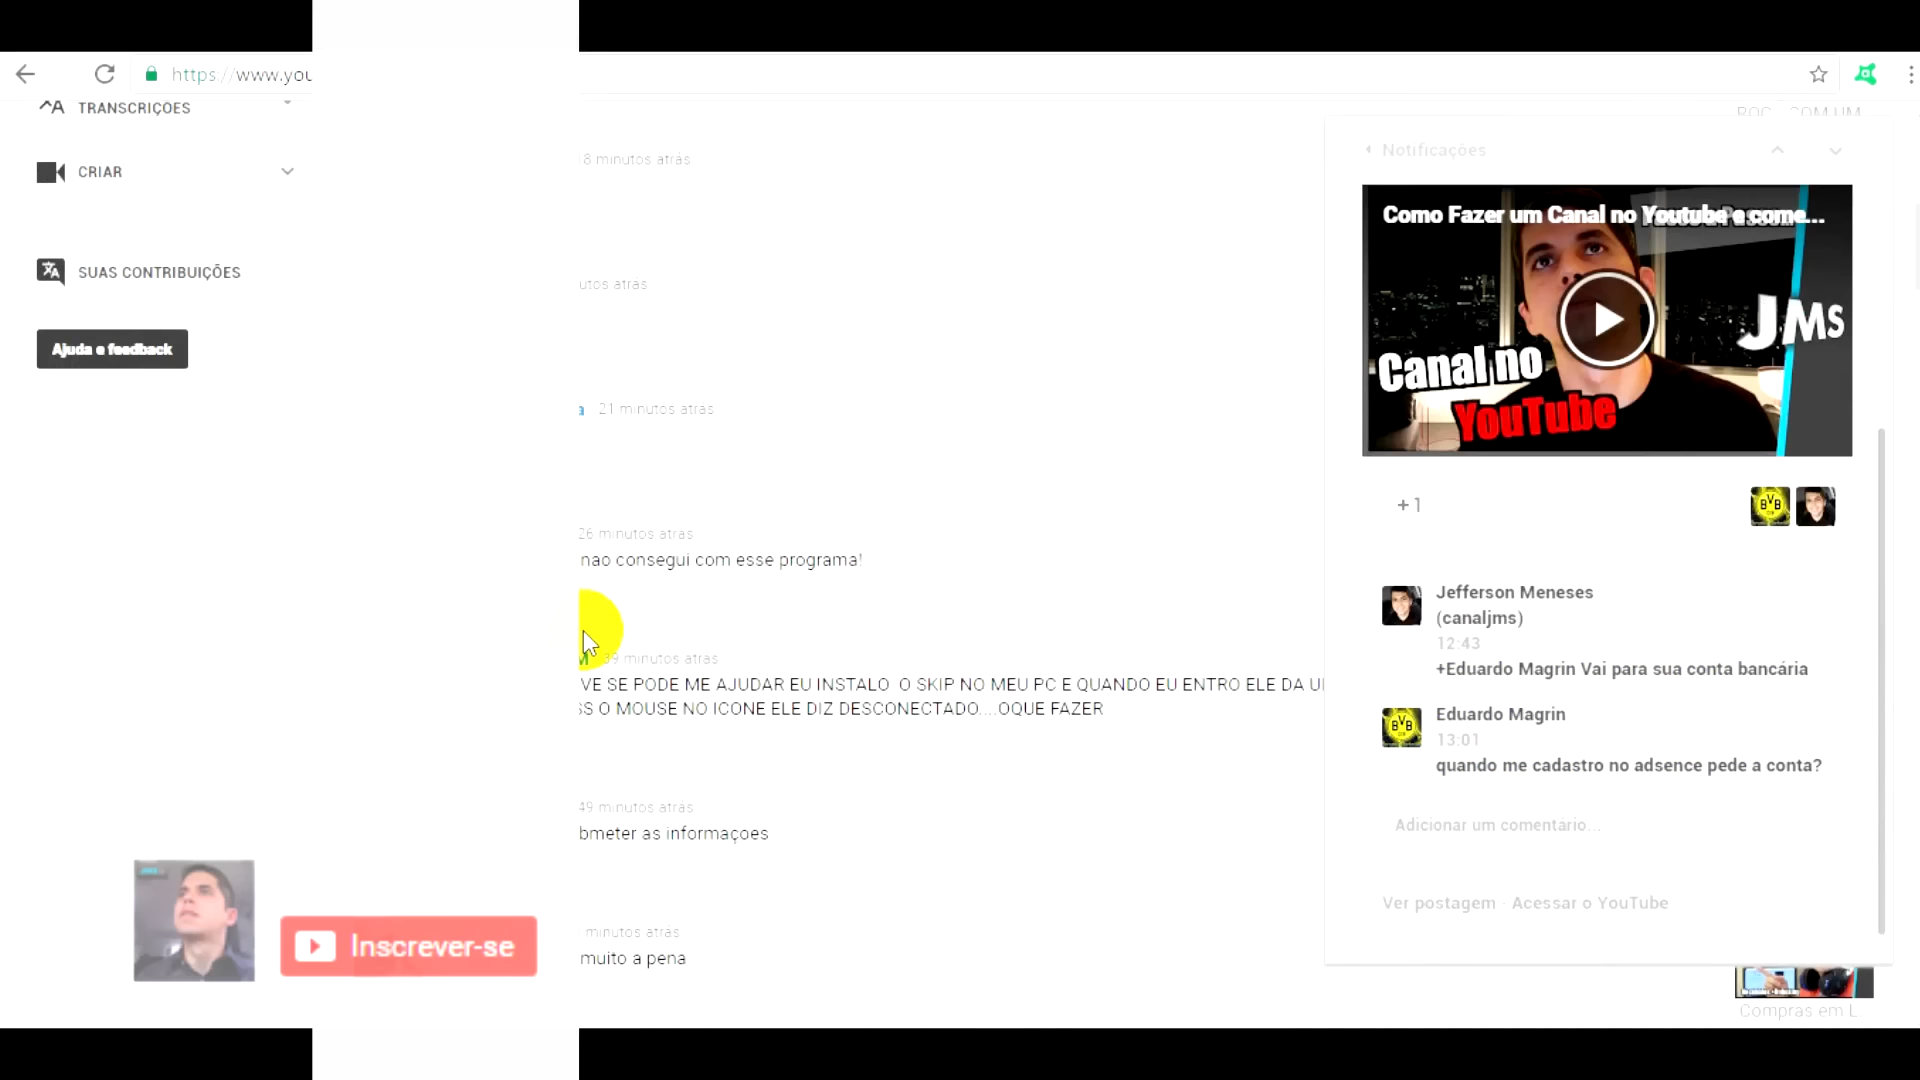 https://www.you
TRANSCRIÇÕES
CRIAR
SUAS CONTRIBUIÇÕES
Ajuda e feedback
Inscrever-se
8 minutos atrás
utos atrás
a 21 minutos atrás
26 minutos atrás
nao consegui com esse programa!
M 39 minutos atrás
VE SE PODE ME AJUDAR EU INSTALO O SKIP NO MEU PC E QUANDO EU ENTRO ELE DA U
O MOUSE NO ICONE ELE DIZ DESCONECTADO....OQUE FAZER
49 minutos atrás
bmeter as informaçoes
minutos atrás
muito a pena
COM UM
Notificações
Como Fazer um Canal no Youtube e come...
JMS
Canal no
YouTube
+1
BVB
Jefferson Meneses
(canaljms)
12:43
+Eduardo Magrin Vai para sua conta bancária
BVB
Eduardo Magrin
13:01
quando me cadastro no adsence pede a conta?
Adicionar um comentário...
Ver postagem · Acessar o YouTube
Compras em L